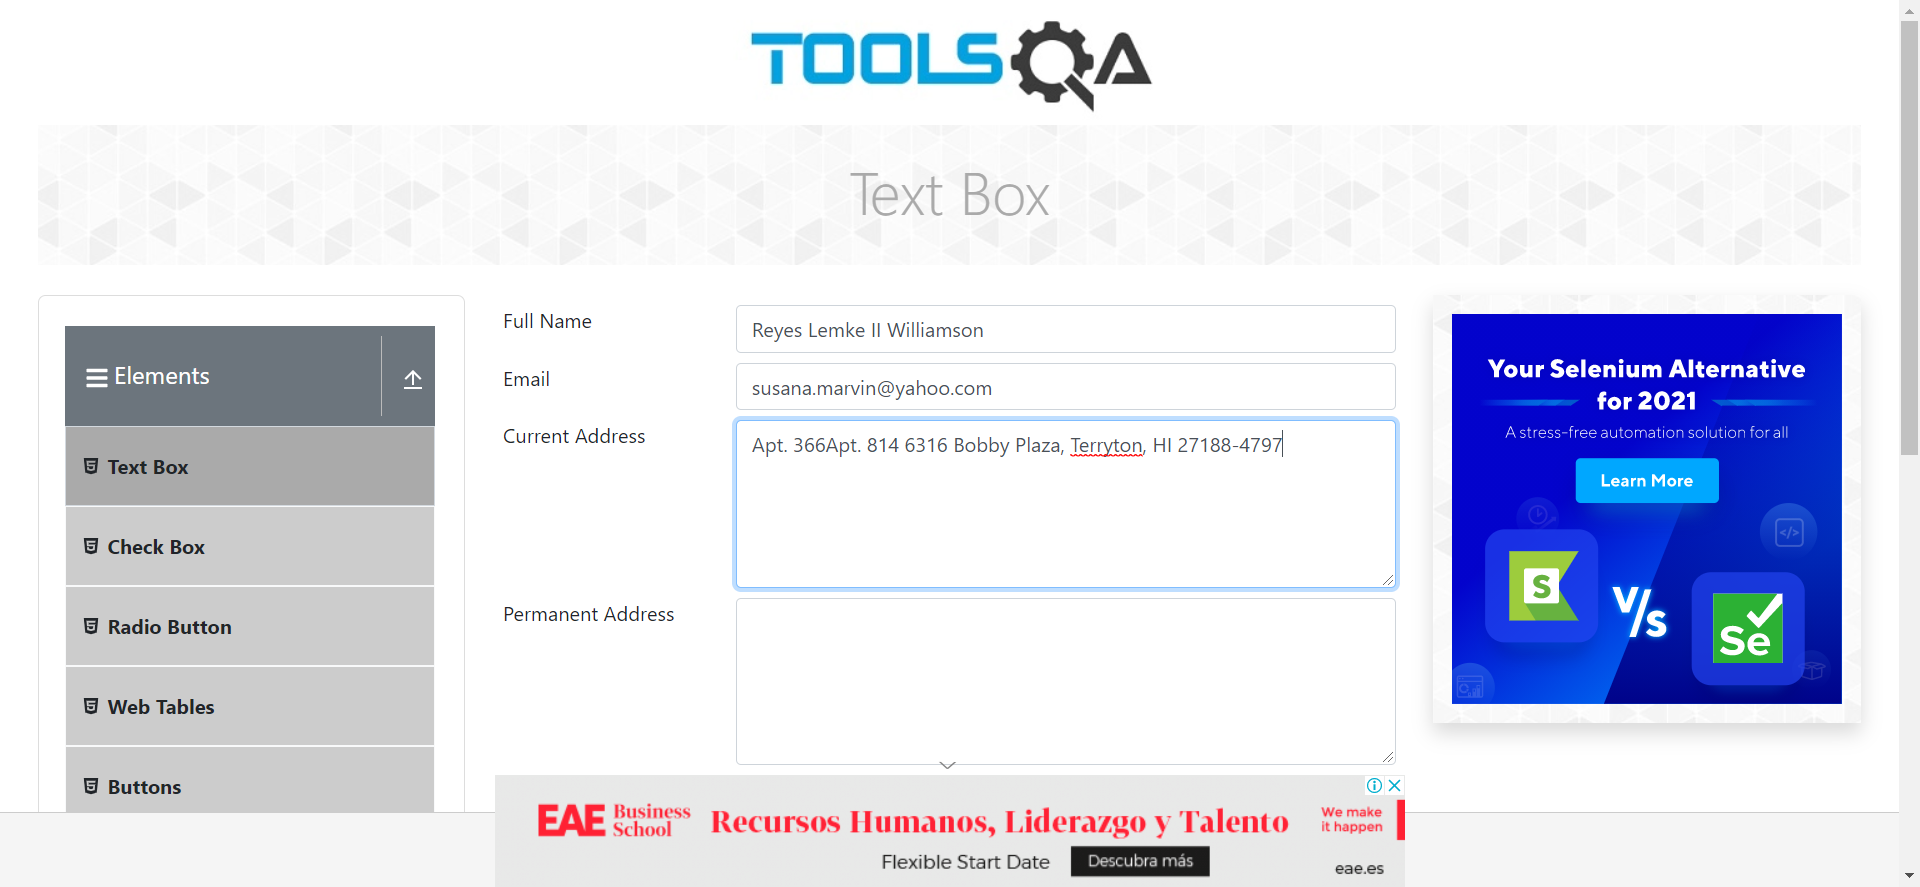 TOOLSQA
Text Box
Elements
Text Box
Check Box
Radio Button
Web Tables
Buttons
Full Name
Reyes Lemke II Williamson
Email
susana.marvin@yahoo.com
Current Address
Apt. 366Apt. 814 6316 Bobby Plaza, Terryton, HI 27188-4797
Permanent Address
Your Selenium Alternative
for 2021
A stress-free automation solution for all
Learn More
S
V/s
Se
</>
EAE Business
School
Recursos Humanos, Liderazgo y Talento
We make
it happen
Flexible Start Date
Descubra más
eae.es